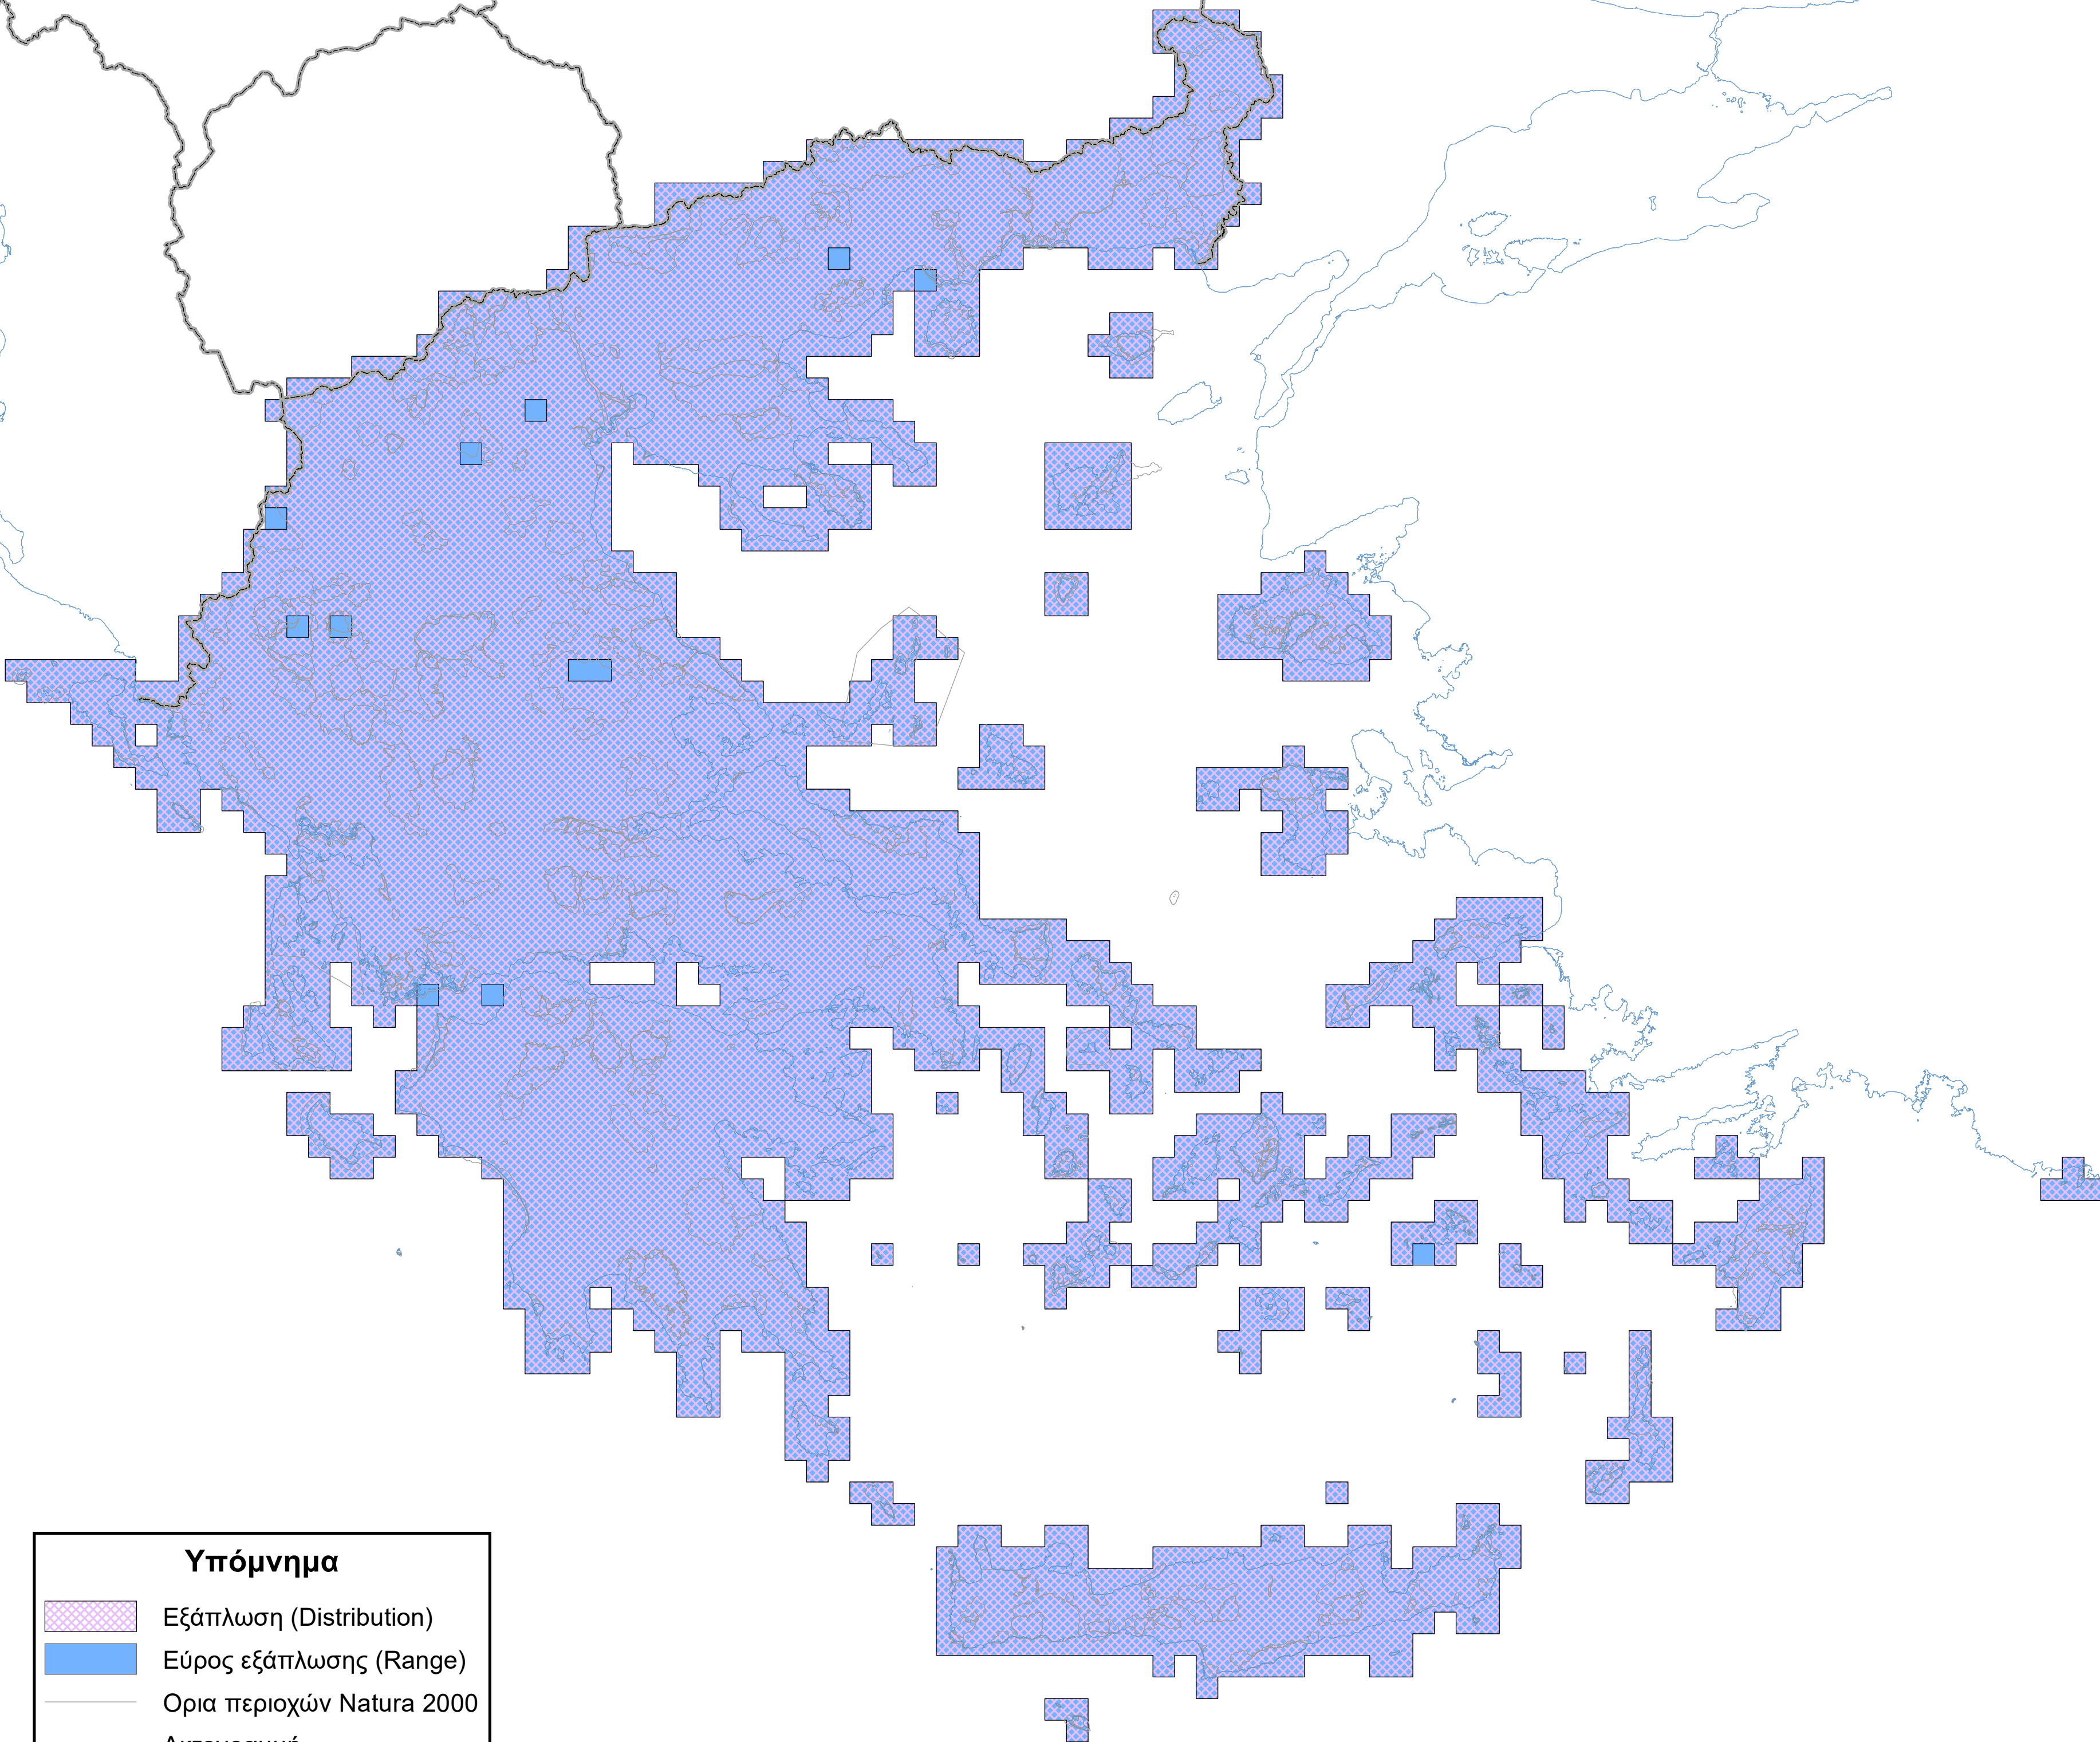 Υπόμνημα
Εξάπλωση (Distribution)
Εύρος εξάπλωσης (Range)
Ορια περιοχών Natura 2000